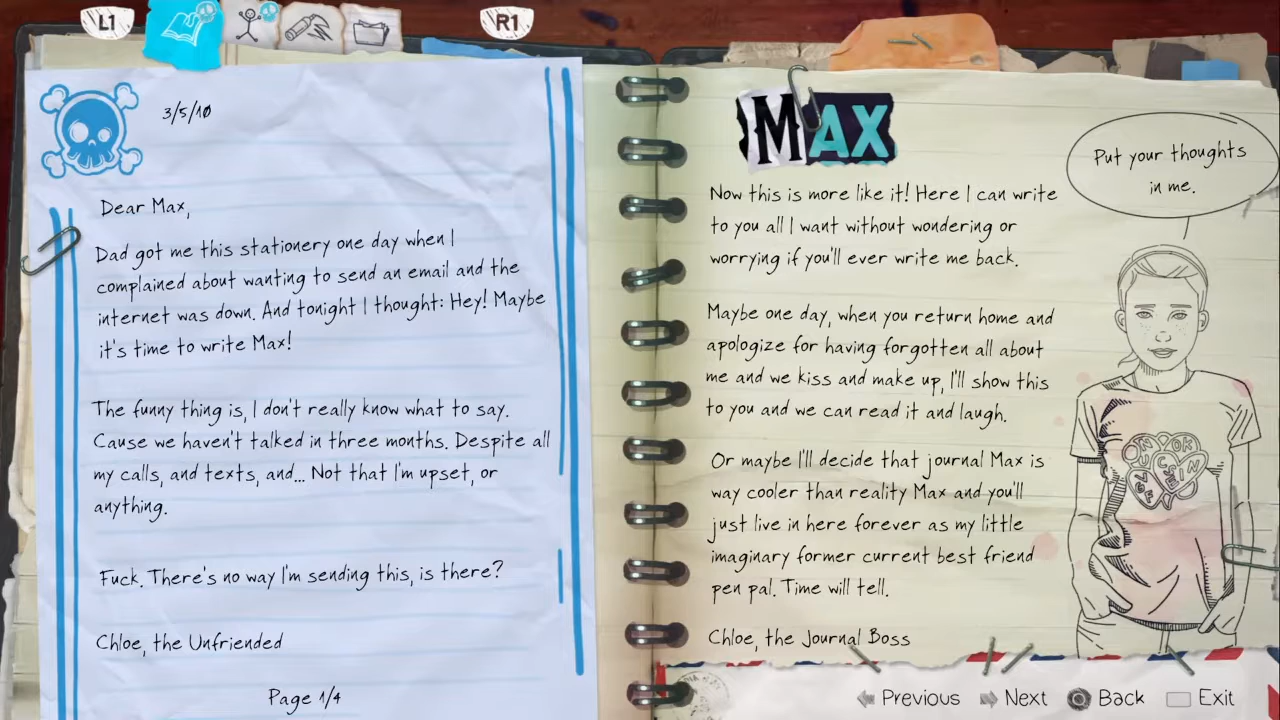 L1
R1
3/5/10
Dear Max,
Dad got me this stationery one day when I
complained about wanting to send an email and the
internet was down. And tonight I thought: Hey! Maybe
it's time to write Max!
The funny thing is, I don't really know what to say.
Cause we haven't talked in three months. Despite all
my calls, and texts, and... Not that I'm upset, or
anything.
Fuck. There's no way I'm sending this, is there?
Chloe, the Unfriended
Page 1/4
MAX
Put your thoughts
in me.
Now this is more like it! Here I can write
to you all I want without wondering or
worrying if you'll ever write me back.
Maybe one day, when you return home and
apologize for having forgotten all about
me and we kiss and make up, I'll show this
to you and we can read it and laugh.
Or maybe I'll decide that journal Max is
way cooler than reality Max and you'll
just live in here forever as my little
imaginary former current best friend
pen pal. Time will tell.
Chloe, the Journal Boss
Previous Next Back Exit